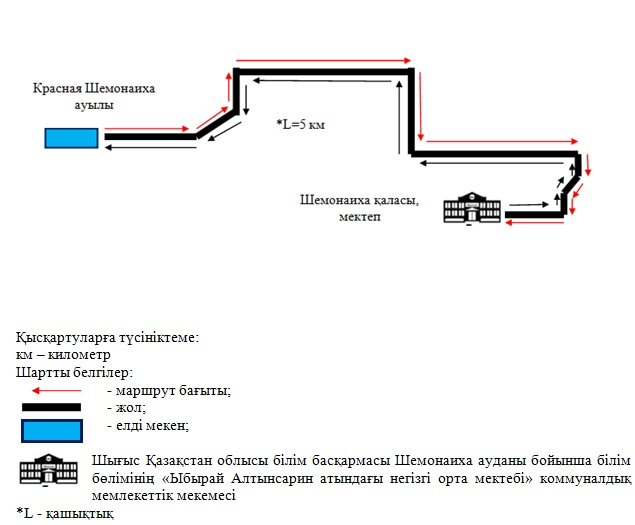 Красная Шемонаиха
ауылы
*L=5 км
Шемонаиха қаласы,
мектеп
Қысқартуларға түсініктеме:
км – километр
Шартты белгілер:
- маршрут бағыты;
- жол;
- елді мекен;
Шығыс Қазақстан облысы білім басқармасы Шемонаиха ауданы бойынша білім
бөлімінің «Ыбырай Алтынсарин атындағы негізгі орта мектебі» коммуналдық
мемлекеттік мекемесі
*L - қашықтық